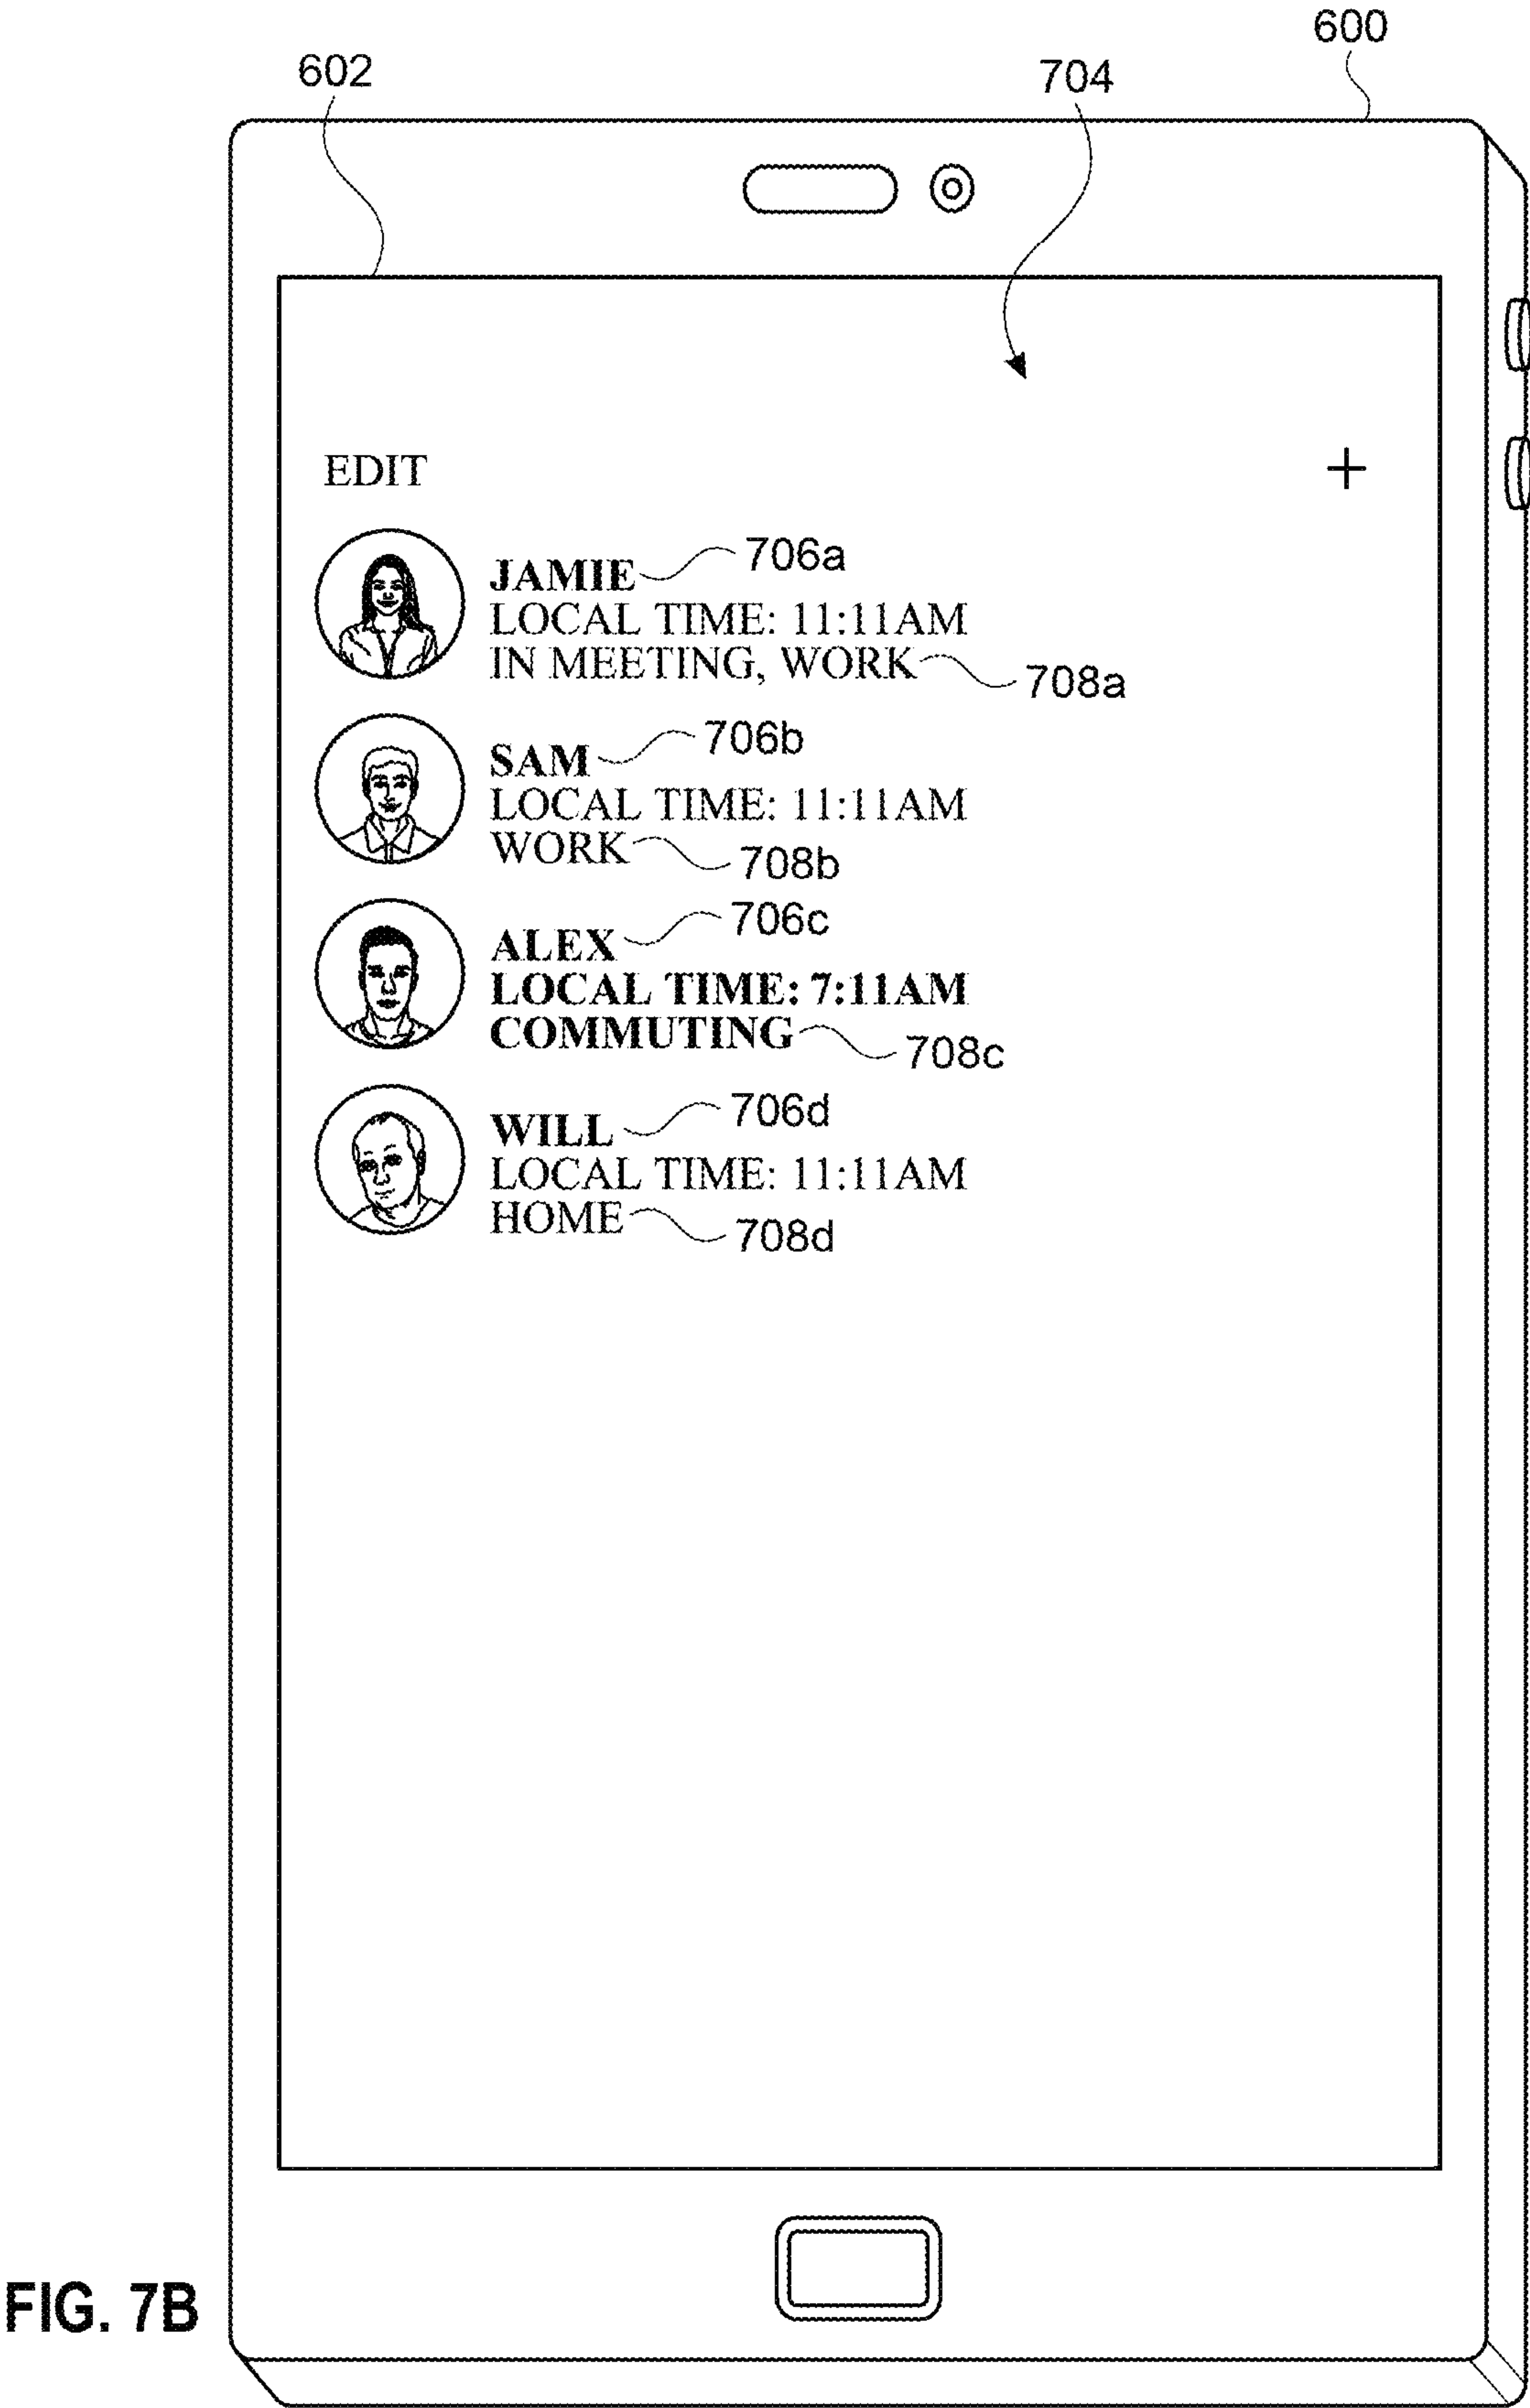 600
602
704
EDIT +
JAMIE 706a
LOCAL TIME: 11:11AM
IN MEETING, WORK 708a
SAM 706b
LOCAL TIME: 11:11AM
WORK 708b
ALEX 706c
LOCAL TIME: 7:11AM
COMMUTING 708c
WILL 706d
LOCAL TIME: 11:11AM
HOME 708d
FIG. 7B